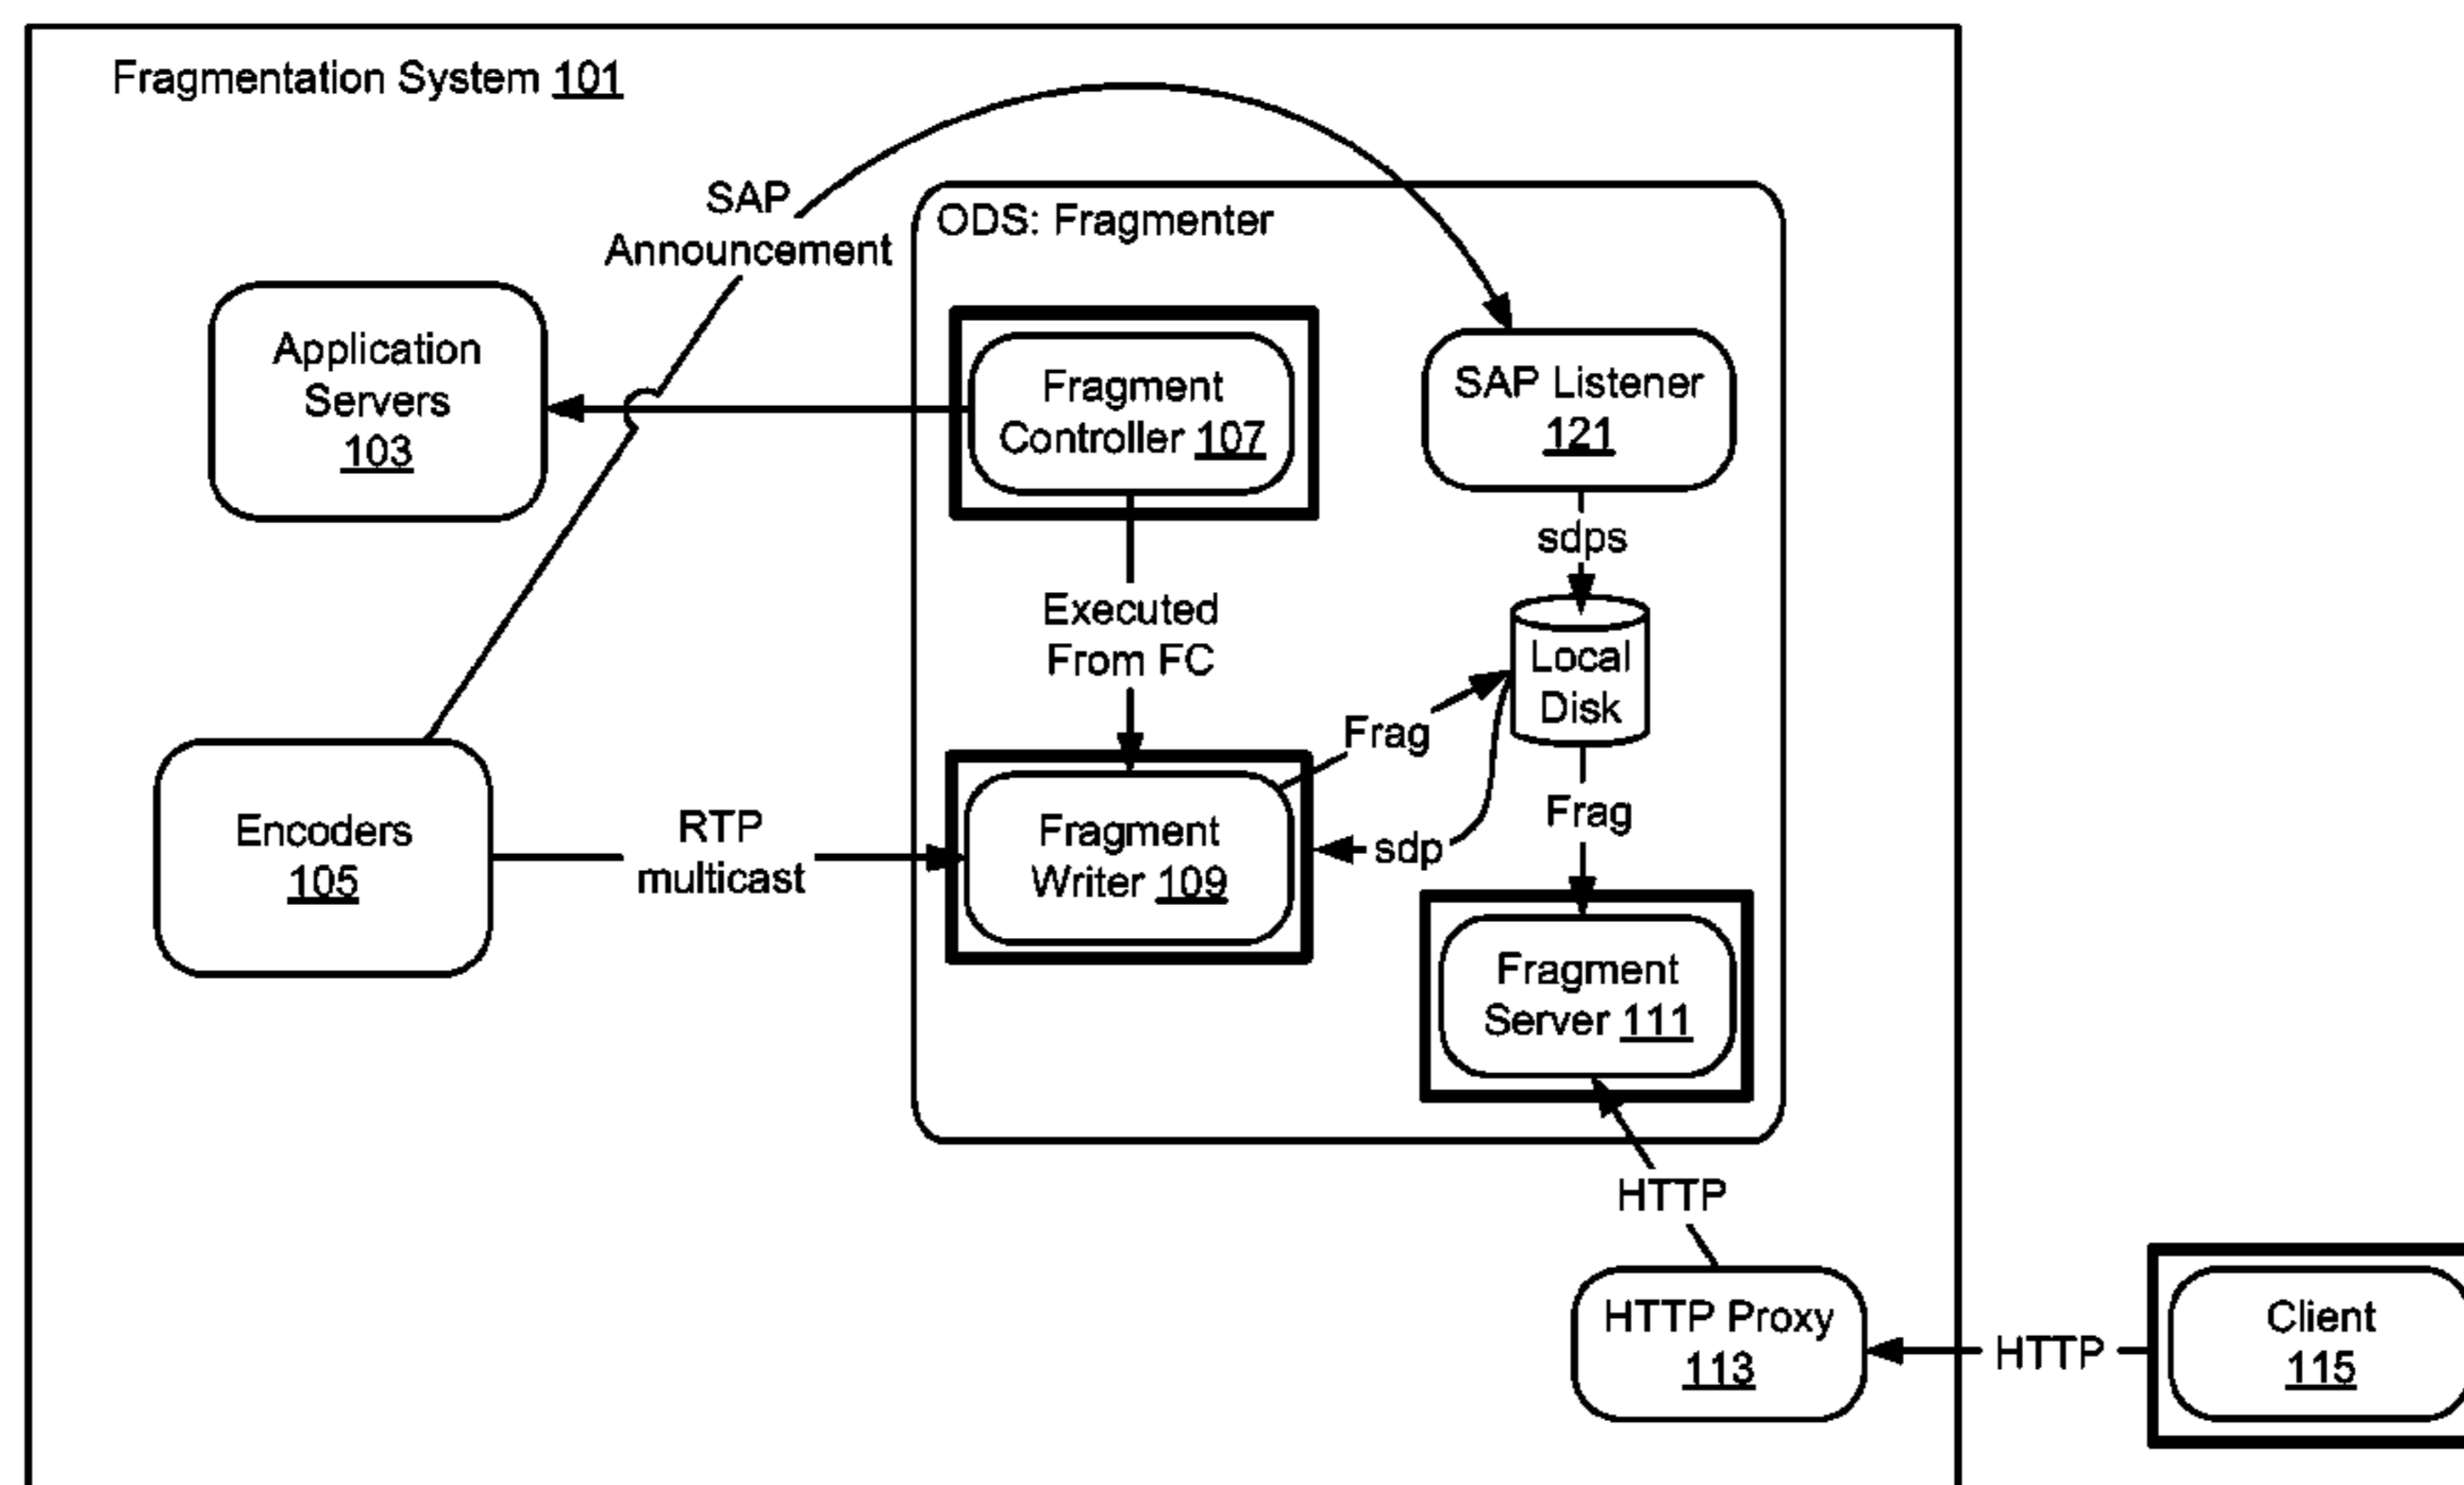 Fragmentation System 101
SAP
Announcement
ODS: Fragmenter
Application
Servers
103
Fragment
Controller 107
SAP Listener
121
sdps
Executed
From FC
Local
Disk
Frag
Encoders
105
RTP
multicast
Fragment
Writer 109
sdp
Frag
Fragment
Server 111
HTTP
HTTP Proxy
113
HTTP
Client
115